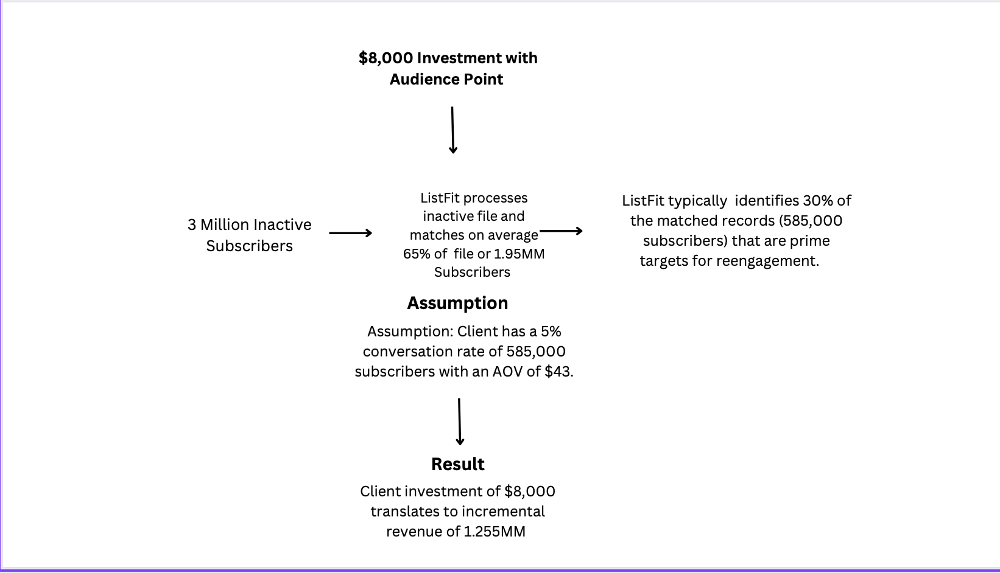 $8,000 Investment with
Audience Point
3 Million Inactive
Subscribers
ListFit processes
inactive file and
matches on average
65% of file or 1.95MM
Subscribers
ListFit typically identifies 30% of
the matched records (585,000
subscribers) that are prime
targets for reengagement.
Assumption
Assumption: Client has a 5%
conversation rate of 585,000
subscribers with an AOV of $43.
Result
Client investment of $8,000
translates to incremental
revenue of 1.255MM